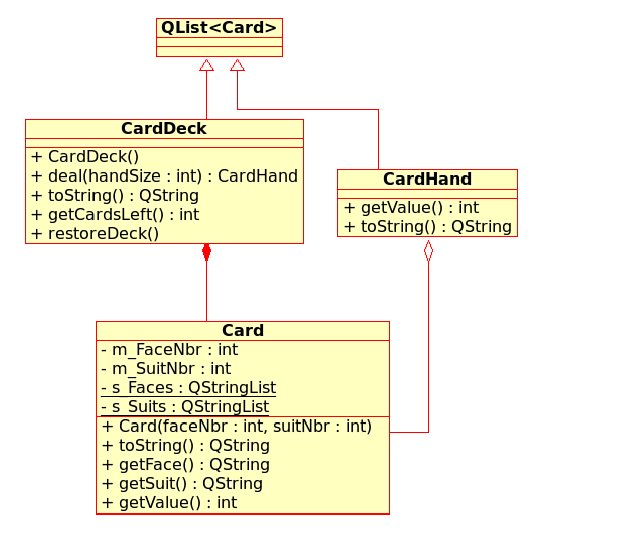 QList<Card>
CardDeck
+ CardDeck()
+ deal(handSize : int) : CardHand
+ toString() : QString
+ getCardsLeft() : int
+ restoreDeck()
CardHand
+ getValue() : int
+ toString() : QString
Card
- m_FaceNbr : int
- m_SuitNbr : int
- s_Faces : QStringList
- s_Suits : QStringList
+ Card(faceNbr : int, suitNbr : int)
+ toString() : QString
+ getFace() : QString
+ getSuit() : QString
+ getValue() : int